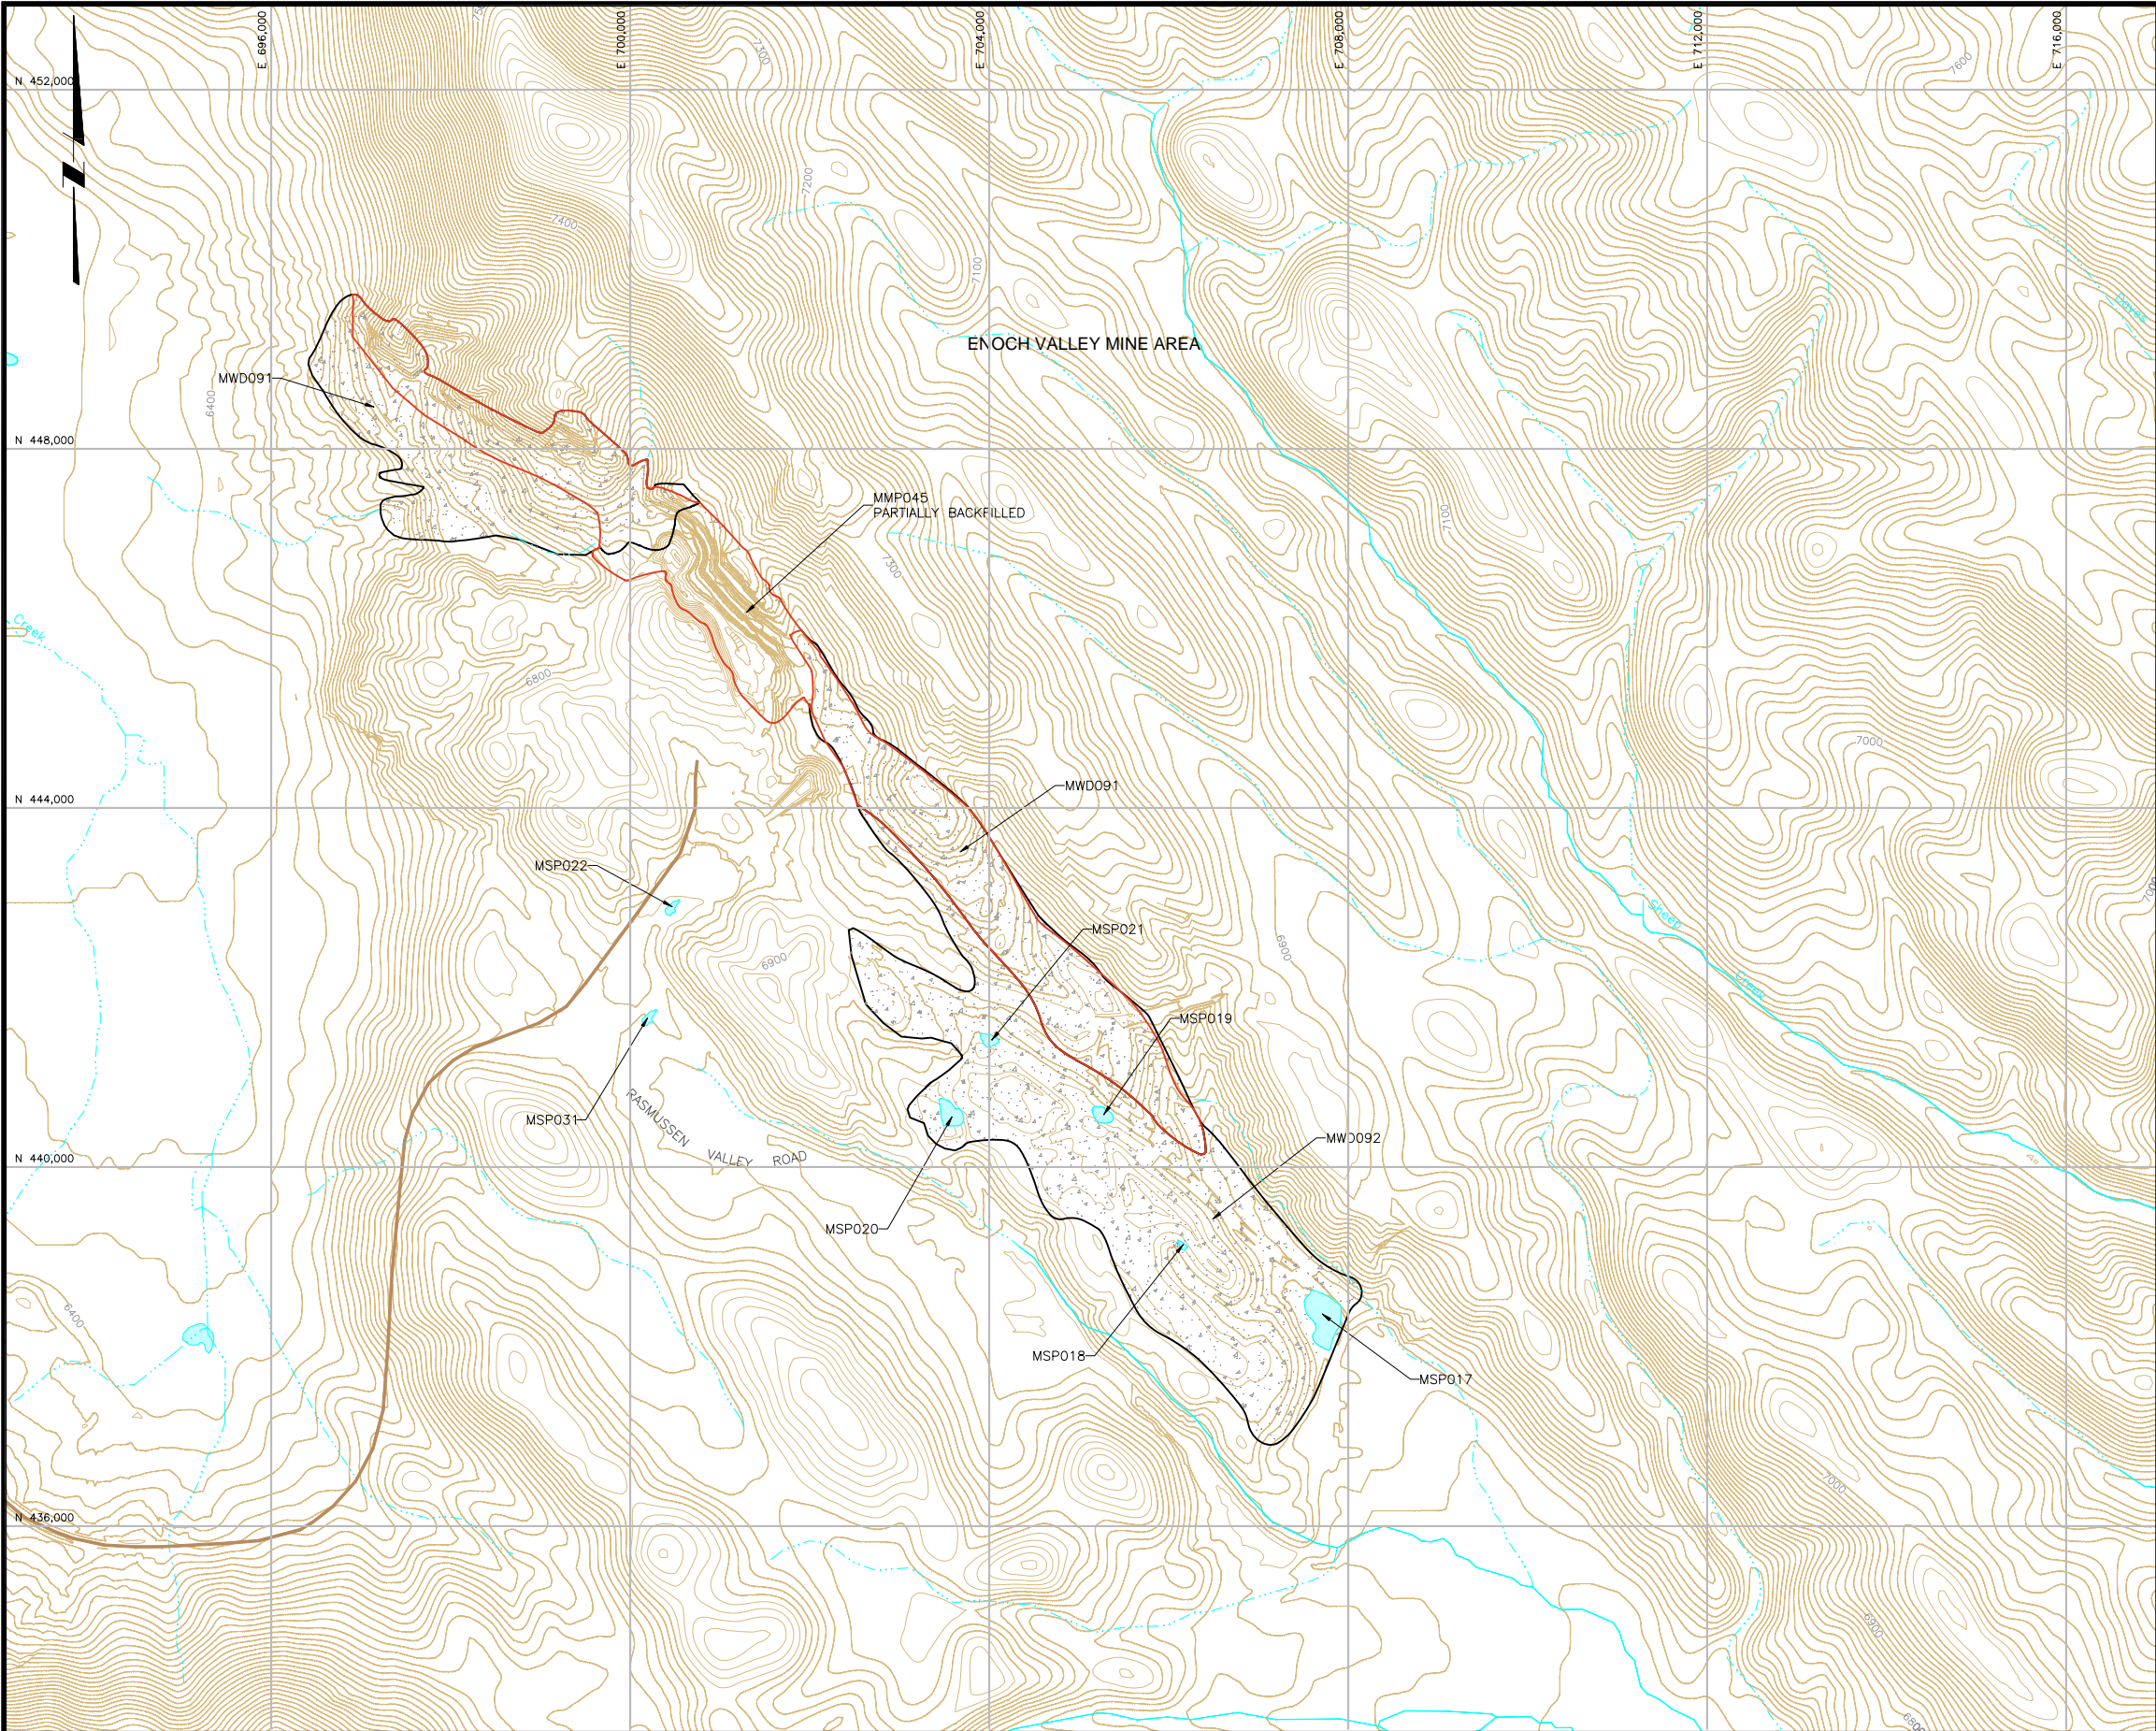 E 696,000
E 700,000
E 704,000
E 708,000
E 712,000
E 716,000
7300
7600
N 452,000
7200
7400
7100
Creek
ENOCH VALLEY MINE AREA
MWD091
6400
N 448,000
MMP045
PARTIALLY BACKFILLED
7100
7300
Creek
6800
7000
MWD091
N 444,000
MSP022
7000
Sheep
Creek
MSP021
6900
6900
MSP019
MSP031
RASMUSSEN VALLEY ROAD
MWD092
N 440,000
MSP020
6400
MSP018
MSP017
7000
N 436,000
6900
6800